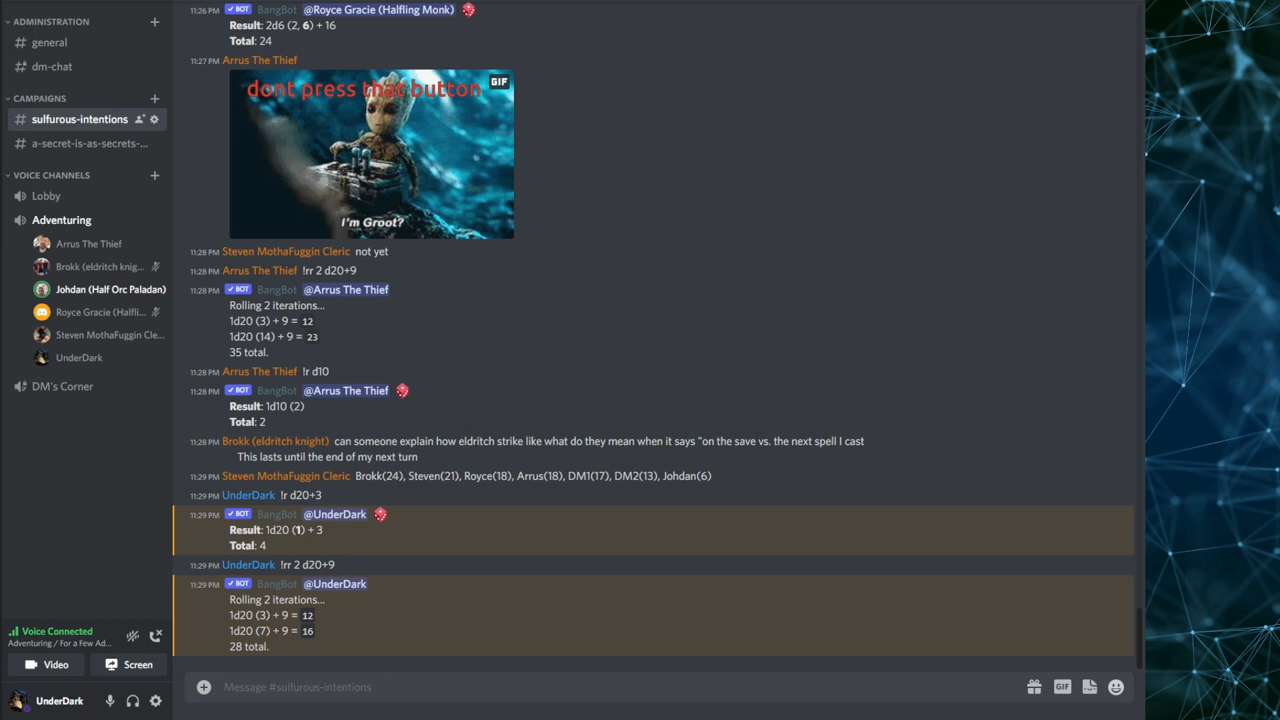 ADMINISTRATION
general
dm-chat
CAMPAIGNS
sulfurous-intentions
a-secret-is-as-secrets-...
VOICE CHANNELS
Lobby
Adventuring
Arrus The Thief
Brokk (eldritch knig...
Johdan (Half Orc Paladan)
Royce Gracie (Halfli...
Steven MothaFuggin Cle...
UnderDark
DM's Corner
Voice Connected
Adventuring / For a Few Ad...
Video
Screen
UnderDark
11:26 PM BOT BangBot @Royce Gracie (Halfling Monk)
Result: 2d6 (2, 6) + 16
Total: 24
11:27 PM Arrus The Thief
dont press that button
GIF
I'm Groot?
11:28 PM Steven MothaFuggin Cleric not yet
11:28 PM Arrus The Thief !rr 2 d20+9
11:28 PM BOT BangBot @Arrus The Thief
Rolling 2 iterations...
1d20 (3) + 9 = 12
1d20 (14) + 9 = 23
35 total.
11:28 PM Arrus The Thief !r d10
11:28 PM BOT BangBot @Arrus The Thief
Result: 1d10 (2)
Total: 2
11:28 PM Brokk (eldritch knight) can someone explain how eldritch strike like what do they mean when it says "on the save vs. the next spell I cast
This lasts until the end of my next turn
11:29 PM Steven MothaFuggin Cleric Brokk(24), Steven(21), Royce(18), Arrus(18), DM1(17), DM2(13), Johdan(6)
11:29 PM UnderDark !r d20+3
11:29 PM BOT BangBot @UnderDark
Result: 1d20 (1) + 3
Total: 4
11:29 PM UnderDark !rr 2 d20+9
11:29 PM BOT BangBot @UnderDark
Rolling 2 iterations...
1d20 (3) + 9 = 12
1d20 (7) + 9 = 16
28 total.
Message #sulfurous-intentions
GIF